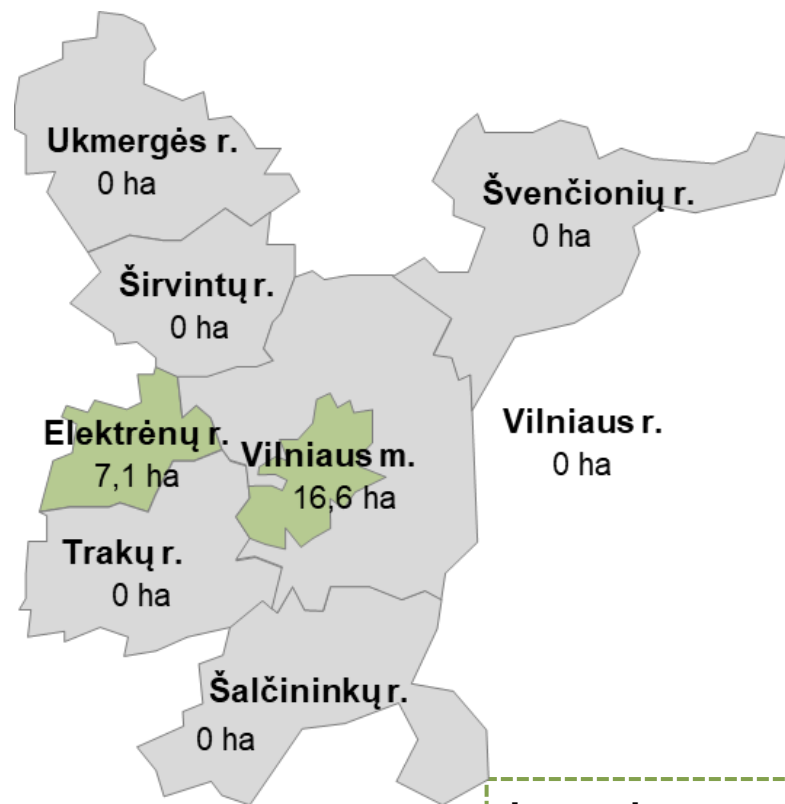 Ukmergės r.
0 ha
Švenčionių r.
0 ha
Širvintų r.
0 ha
Elektrėnų r.
7,1 ha
Vilniaus m.
16,6 ha
Vilniaus r.
0 ha
Trakų r.
0 ha
Šalčininkų r.
0 ha